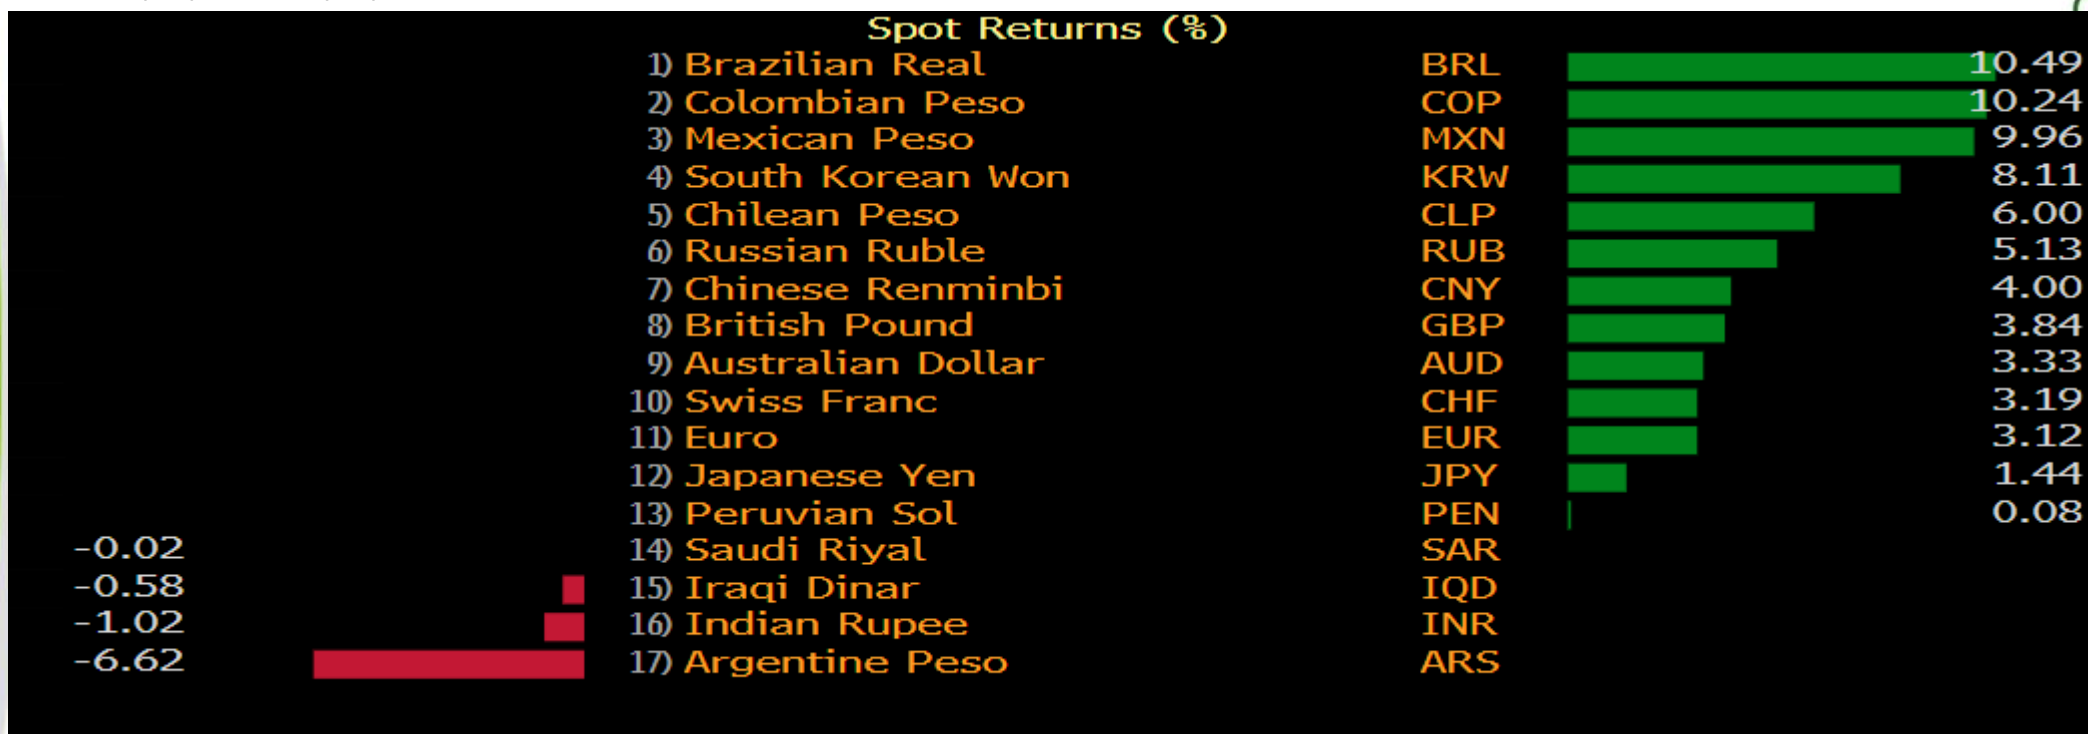 Spot Returns (%)
1) Brazilian Real BRL 10.49
2) Colombian Peso COP 10.24
3) Mexican Peso MXN 9.96
4) South Korean Won KRW 8.11
5) Chilean Peso CLP 6.00
6) Russian Ruble RUB 5.13
7) Chinese Renminbi CNY 4.00
8) British Pound GBP 3.84
9) Australian Dollar AUD 3.33
10) Swiss Franc CHF 3.19
11) Euro EUR 3.12
12) Japanese Yen JPY 1.44
13) Peruvian Sol PEN 0.08
-0.02 14) Saudi Riyal SAR
-0.58 15) Iraqi Dinar IQD
-1.02 16) Indian Rupee INR
-6.62 17) Argentine Peso ARS